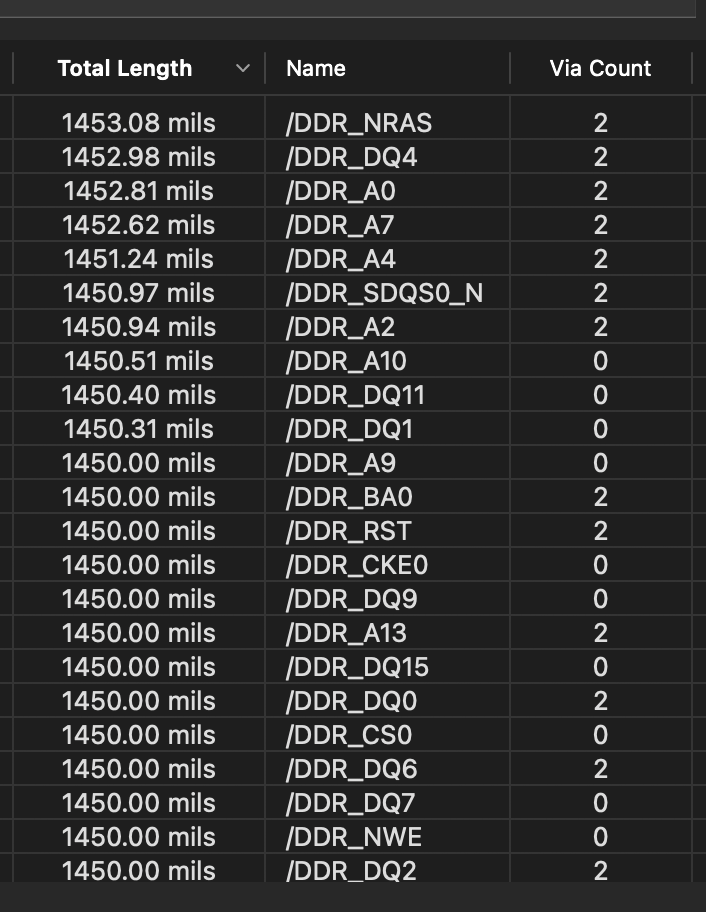 Total Length Name Via Count
1453.08 mils /DDR_NRAS 2
1452.98 mils /DDR_DQ4 2
1452.81 mils /DDR_A0 2
1452.62 mils /DDR_A7 2
1451.24 mils /DDR_A4 2
1450.97 mils /DDR_SDQS0_N 2
1450.94 mils /DDR_A2 2
1450.51 mils /DDR_A10 0
1450.40 mils /DDR_DQ11 0
1450.31 mils /DDR_DQ1 0
1450.00 mils /DDR_A9 0
1450.00 mils /DDR_BA0 2
1450.00 mils /DDR_RST 2
1450.00 mils /DDR_CKE0 0
1450.00 mils /DDR_DQ9 0
1450.00 mils /DDR_A13 2
1450.00 mils /DDR_DQ15 0
1450.00 mils /DDR_DQ0 2
1450.00 mils /DDR_CS0 0
1450.00 mils /DDR_DQ6 2
1450.00 mils /DDR_DQ7 0
1450.00 mils /DDR_NWE 0
1450.00 mils /DDR_DQ2 2